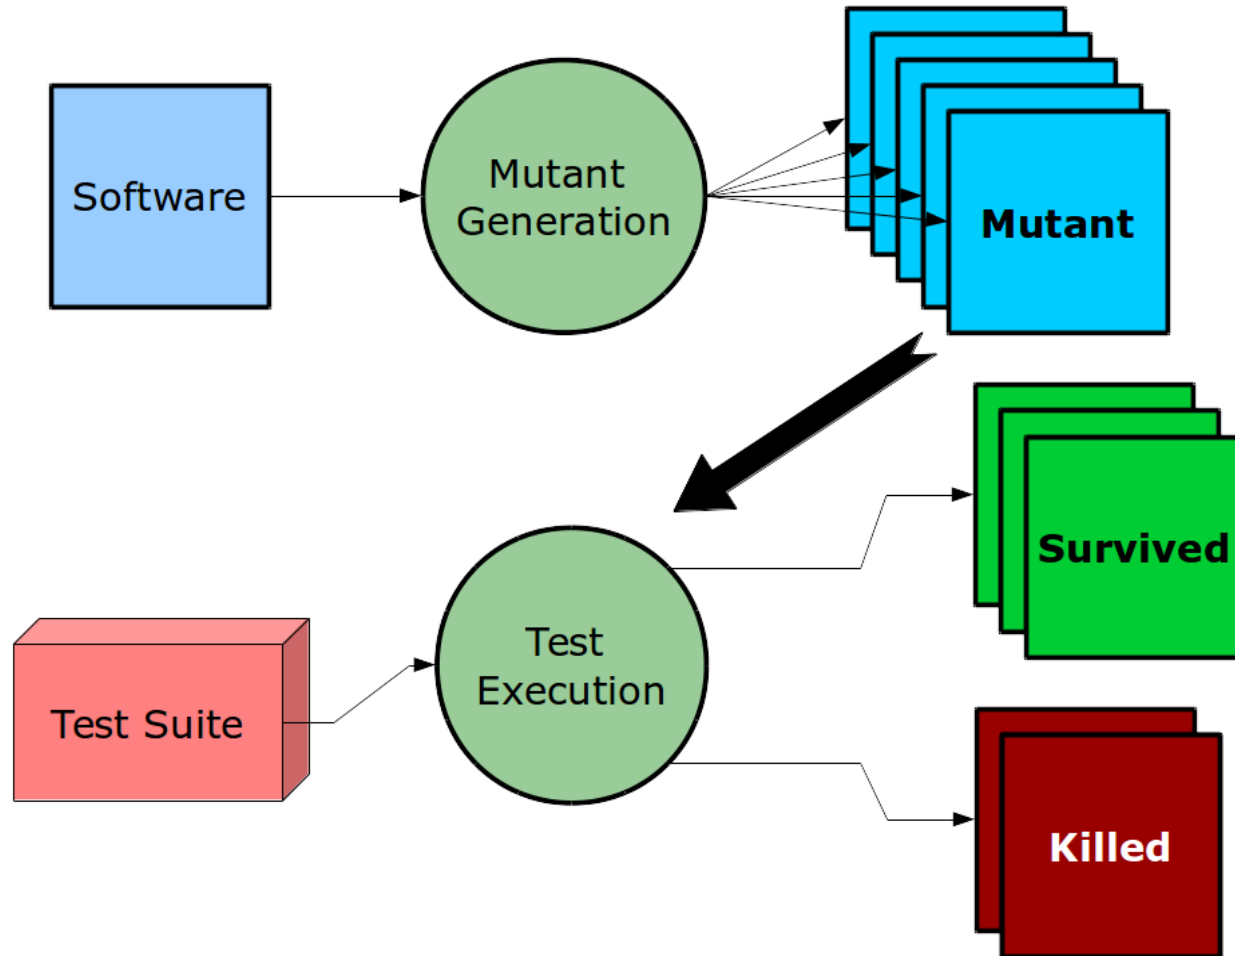 Software
Mutant
Generation
Mutant
Survived
Test
Execution
Test Suite
Killed